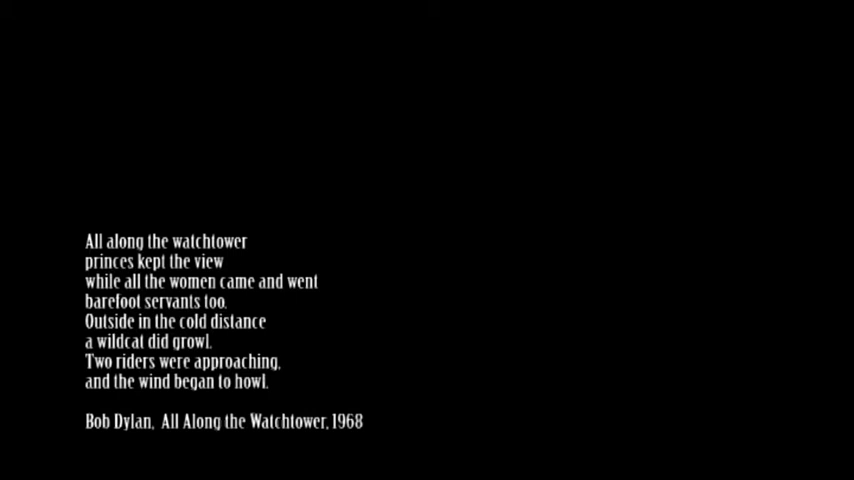 All along the watchtower
princes kept the view
while all the women came and went
barefoot servants too.
Outside in the cold distance
a wildcat did growl.
Two riders were approaching,
and the wind began to howl.
Bob Dylan, All Along the Watchtower, 1968